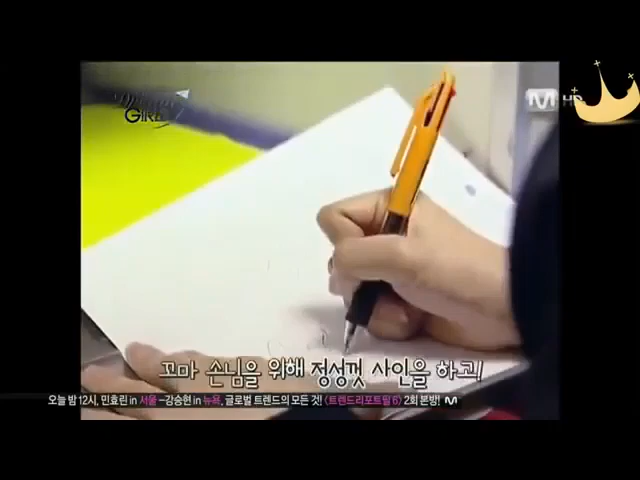 GIRL
M HD
꼬마 손님을 위해 정성껏 사인을 하고!
오늘 밤 12시, 민효린 in 서울 –강승현 in 뉴욕, 글로벌 트렌드의 모든 것! <트렌드리포트필 6> 2회 본방! M